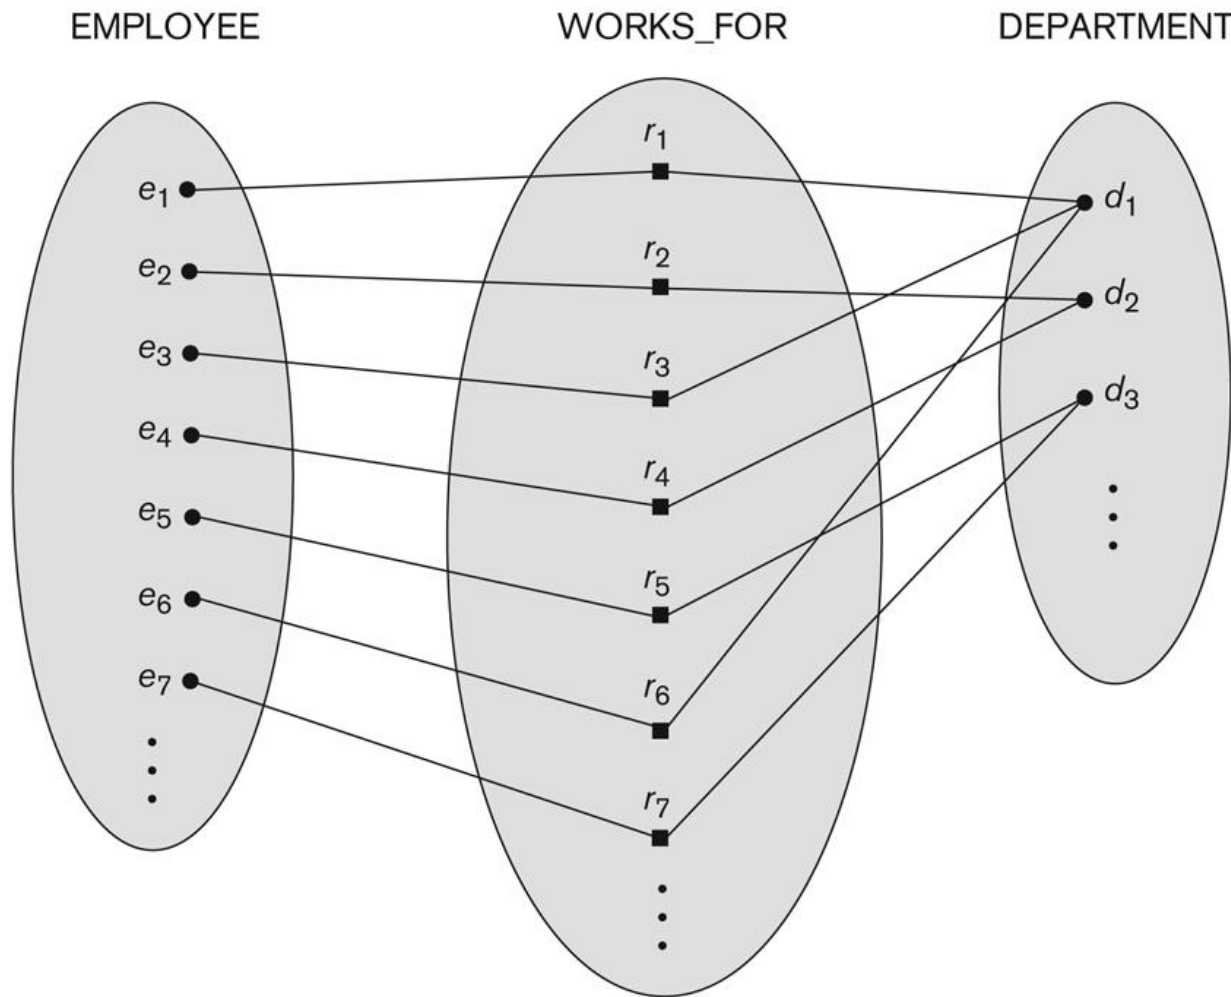 EMPLOYEE WORKS_FOR DEPARTMENT
r₁
e₁ d₁
r₂
e₂ d₂
e₃ r₃
d₃
e₄
r₄
e₅
r₅
e₆
r₆
e₇
r₇